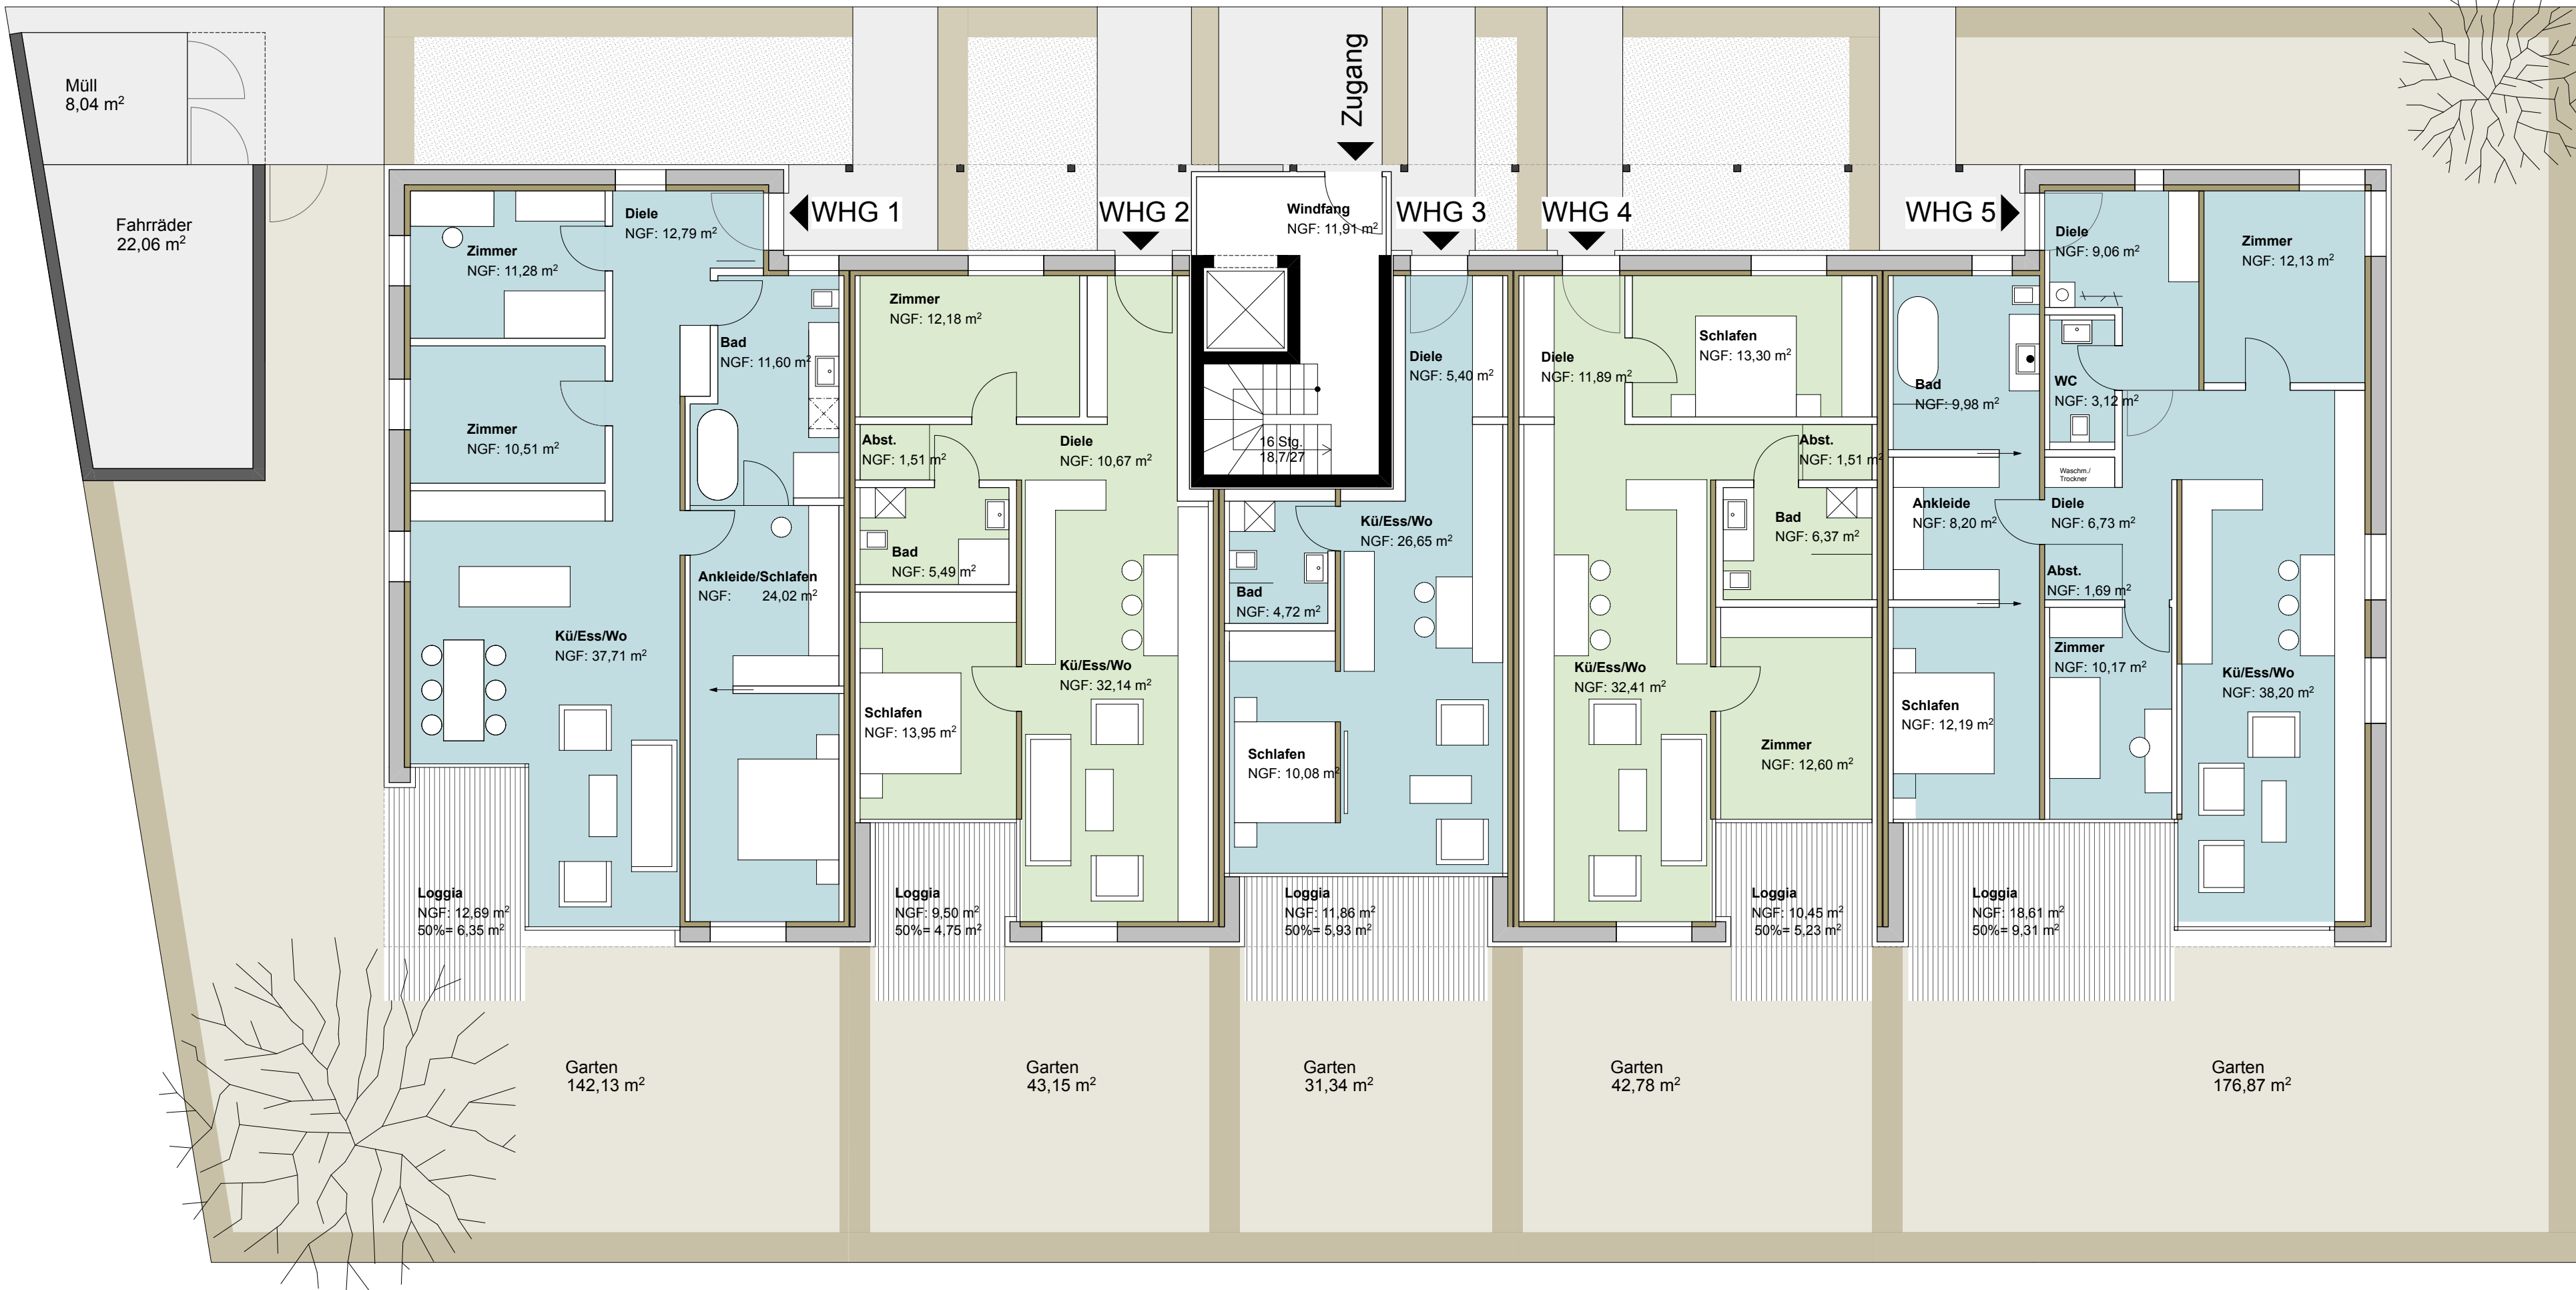 Müll
8,04 m²
Zugang
Fahrräder
22,06 m²
WHG 1
WHG 2
WHG 3
WHG 4
WHG 5
Windfang
NGF: 11,91 m²
16 Stg.
18,7/27
Diele
NGF: 12,79 m²
Zimmer
NGF: 11,28 m²
Bad
NGF: 11,60 m²
Zimmer
NGF: 10,51 m²
Ankleide/Schlafen
NGF: 24,02 m²
Kü/Ess/Wo
NGF: 37,71 m²
Loggia
NGF: 12,69 m²
50%= 6,35 m²
Zimmer
NGF: 12,18 m²
Abst.
NGF: 1,51 m²
Diele
NGF: 10,67 m²
Bad
NGF: 5,49 m²
Kü/Ess/Wo
NGF: 32,14 m²
Schlafen
NGF: 13,95 m²
Loggia
NGF: 9,50 m²
50%= 4,75 m²
Diele
NGF: 5,40 m²
Kü/Ess/Wo
NGF: 26,65 m²
Bad
NGF: 4,72 m²
Schlafen
NGF: 10,08 m²
Loggia
NGF: 11,86 m²
50%= 5,93 m²
Diele
NGF: 11,89 m²
Schlafen
NGF: 13,30 m²
Abst.
NGF: 1,51 m²
Bad
NGF: 6,37 m²
Kü/Ess/Wo
NGF: 32,41 m²
Zimmer
NGF: 12,60 m²
Loggia
NGF: 10,45 m²
50%= 5,23 m²
Diele
NGF: 9,06 m²
Zimmer
NGF: 12,13 m²
Bad
NGF: 9,98 m²
WC
NGF: 3,12 m²
Waschm./
Trockner
Ankleide
NGF: 8,20 m²
Diele
NGF: 6,73 m²
Abst.
NGF: 1,69 m²
Zimmer
NGF: 10,17 m²
Kü/Ess/Wo
NGF: 38,20 m²
Schlafen
NGF: 12,19 m²
Loggia
NGF: 18,61 m²
50%= 9,31 m²
Garten
142,13 m²
Garten
43,15 m²
Garten
31,34 m²
Garten
42,78 m²
Garten
176,87 m²